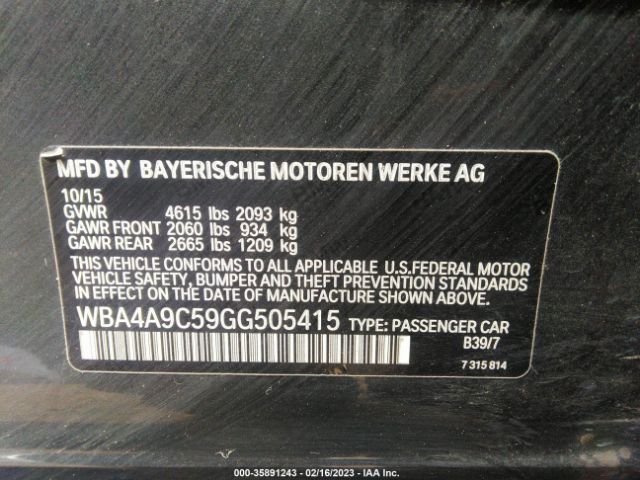 MFD BY BAYERISCHE MOTOREN WERKE AG
10/15
GVWR 4615 lbs 2093 kg
GAWR FRONT 2060 lbs 934 kg
GAWR REAR 2665 lbs 1209 kg
THIS VEHICLE CONFORMS TO ALL APPLICABLE U.S.FEDERAL MOTOR
VEHICLE SAFETY, BUMPER AND THEFT PREVENTION STANDARDS
IN EFFECT ON THE DATE OF MANUFACTURE SHOWN ABOVE.
WBA4A9C59GG505415 TYPE: PASSENGER CAR
B39/7
7 315 814
000-35891243 - 02/16/2023 - IAA Inc.